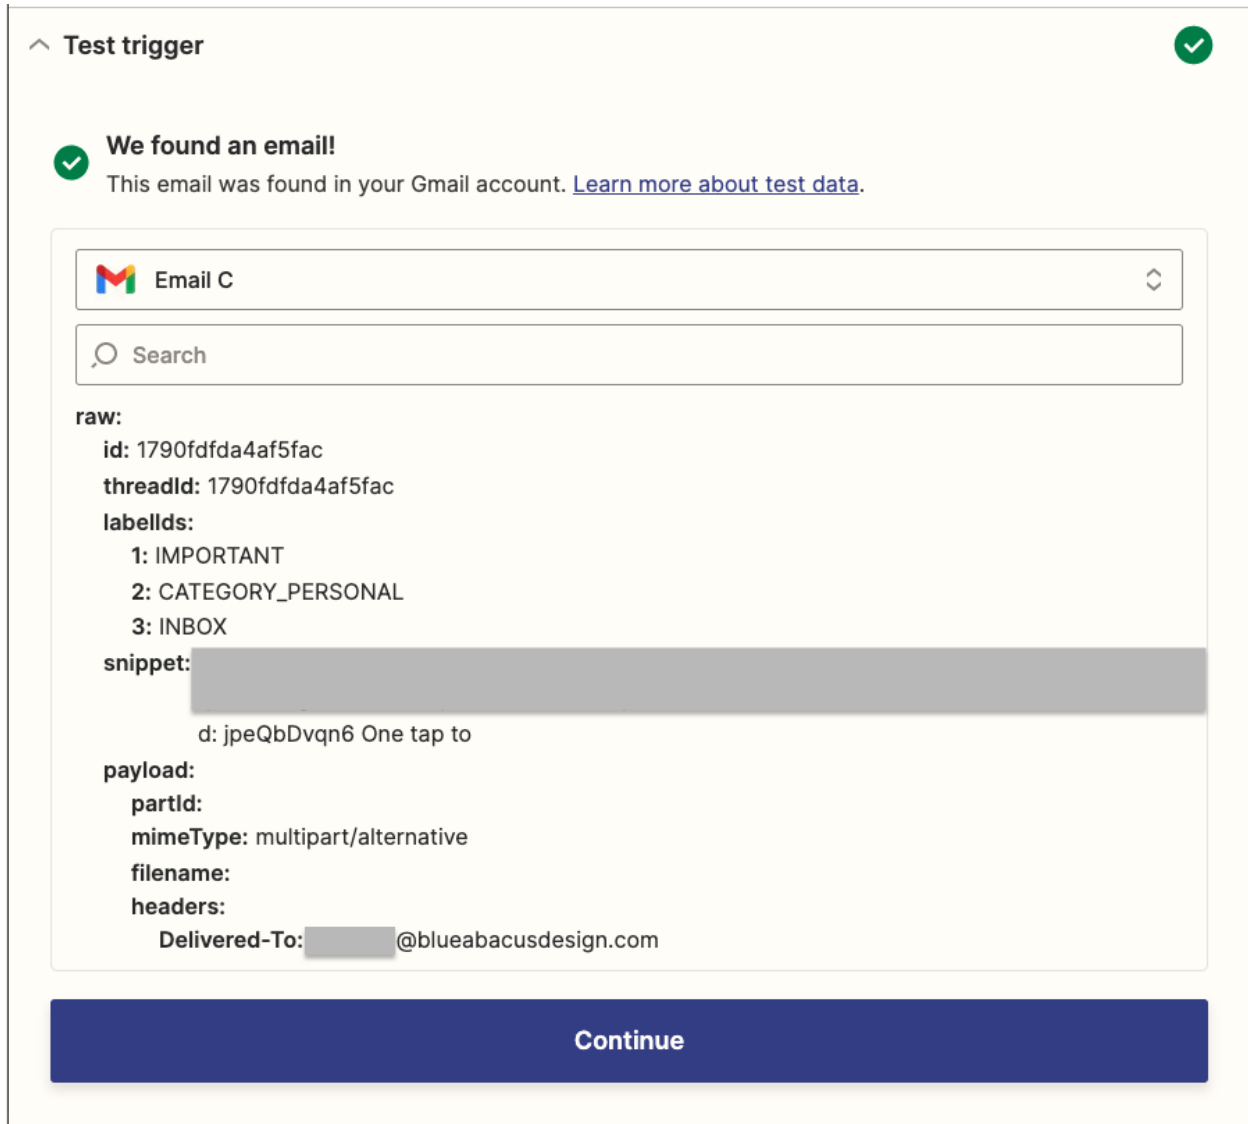 Test trigger
We found an email!
This email was found in your Gmail account. Learn more about test data.
Email C
Search
raw:
id: 1790fdfda4af5fac
threadId: 1790fdfda4af5fac
labelIds:
1: IMPORTANT
2: CATEGORY_PERSONAL
3: INBOX
snippet:
d: jpeQbDvqn6 One tap to
payload:
partId:
mimeType: multipart/alternative
filename:
headers:
Delivered-To: @blueabacusdesign.com
Continue